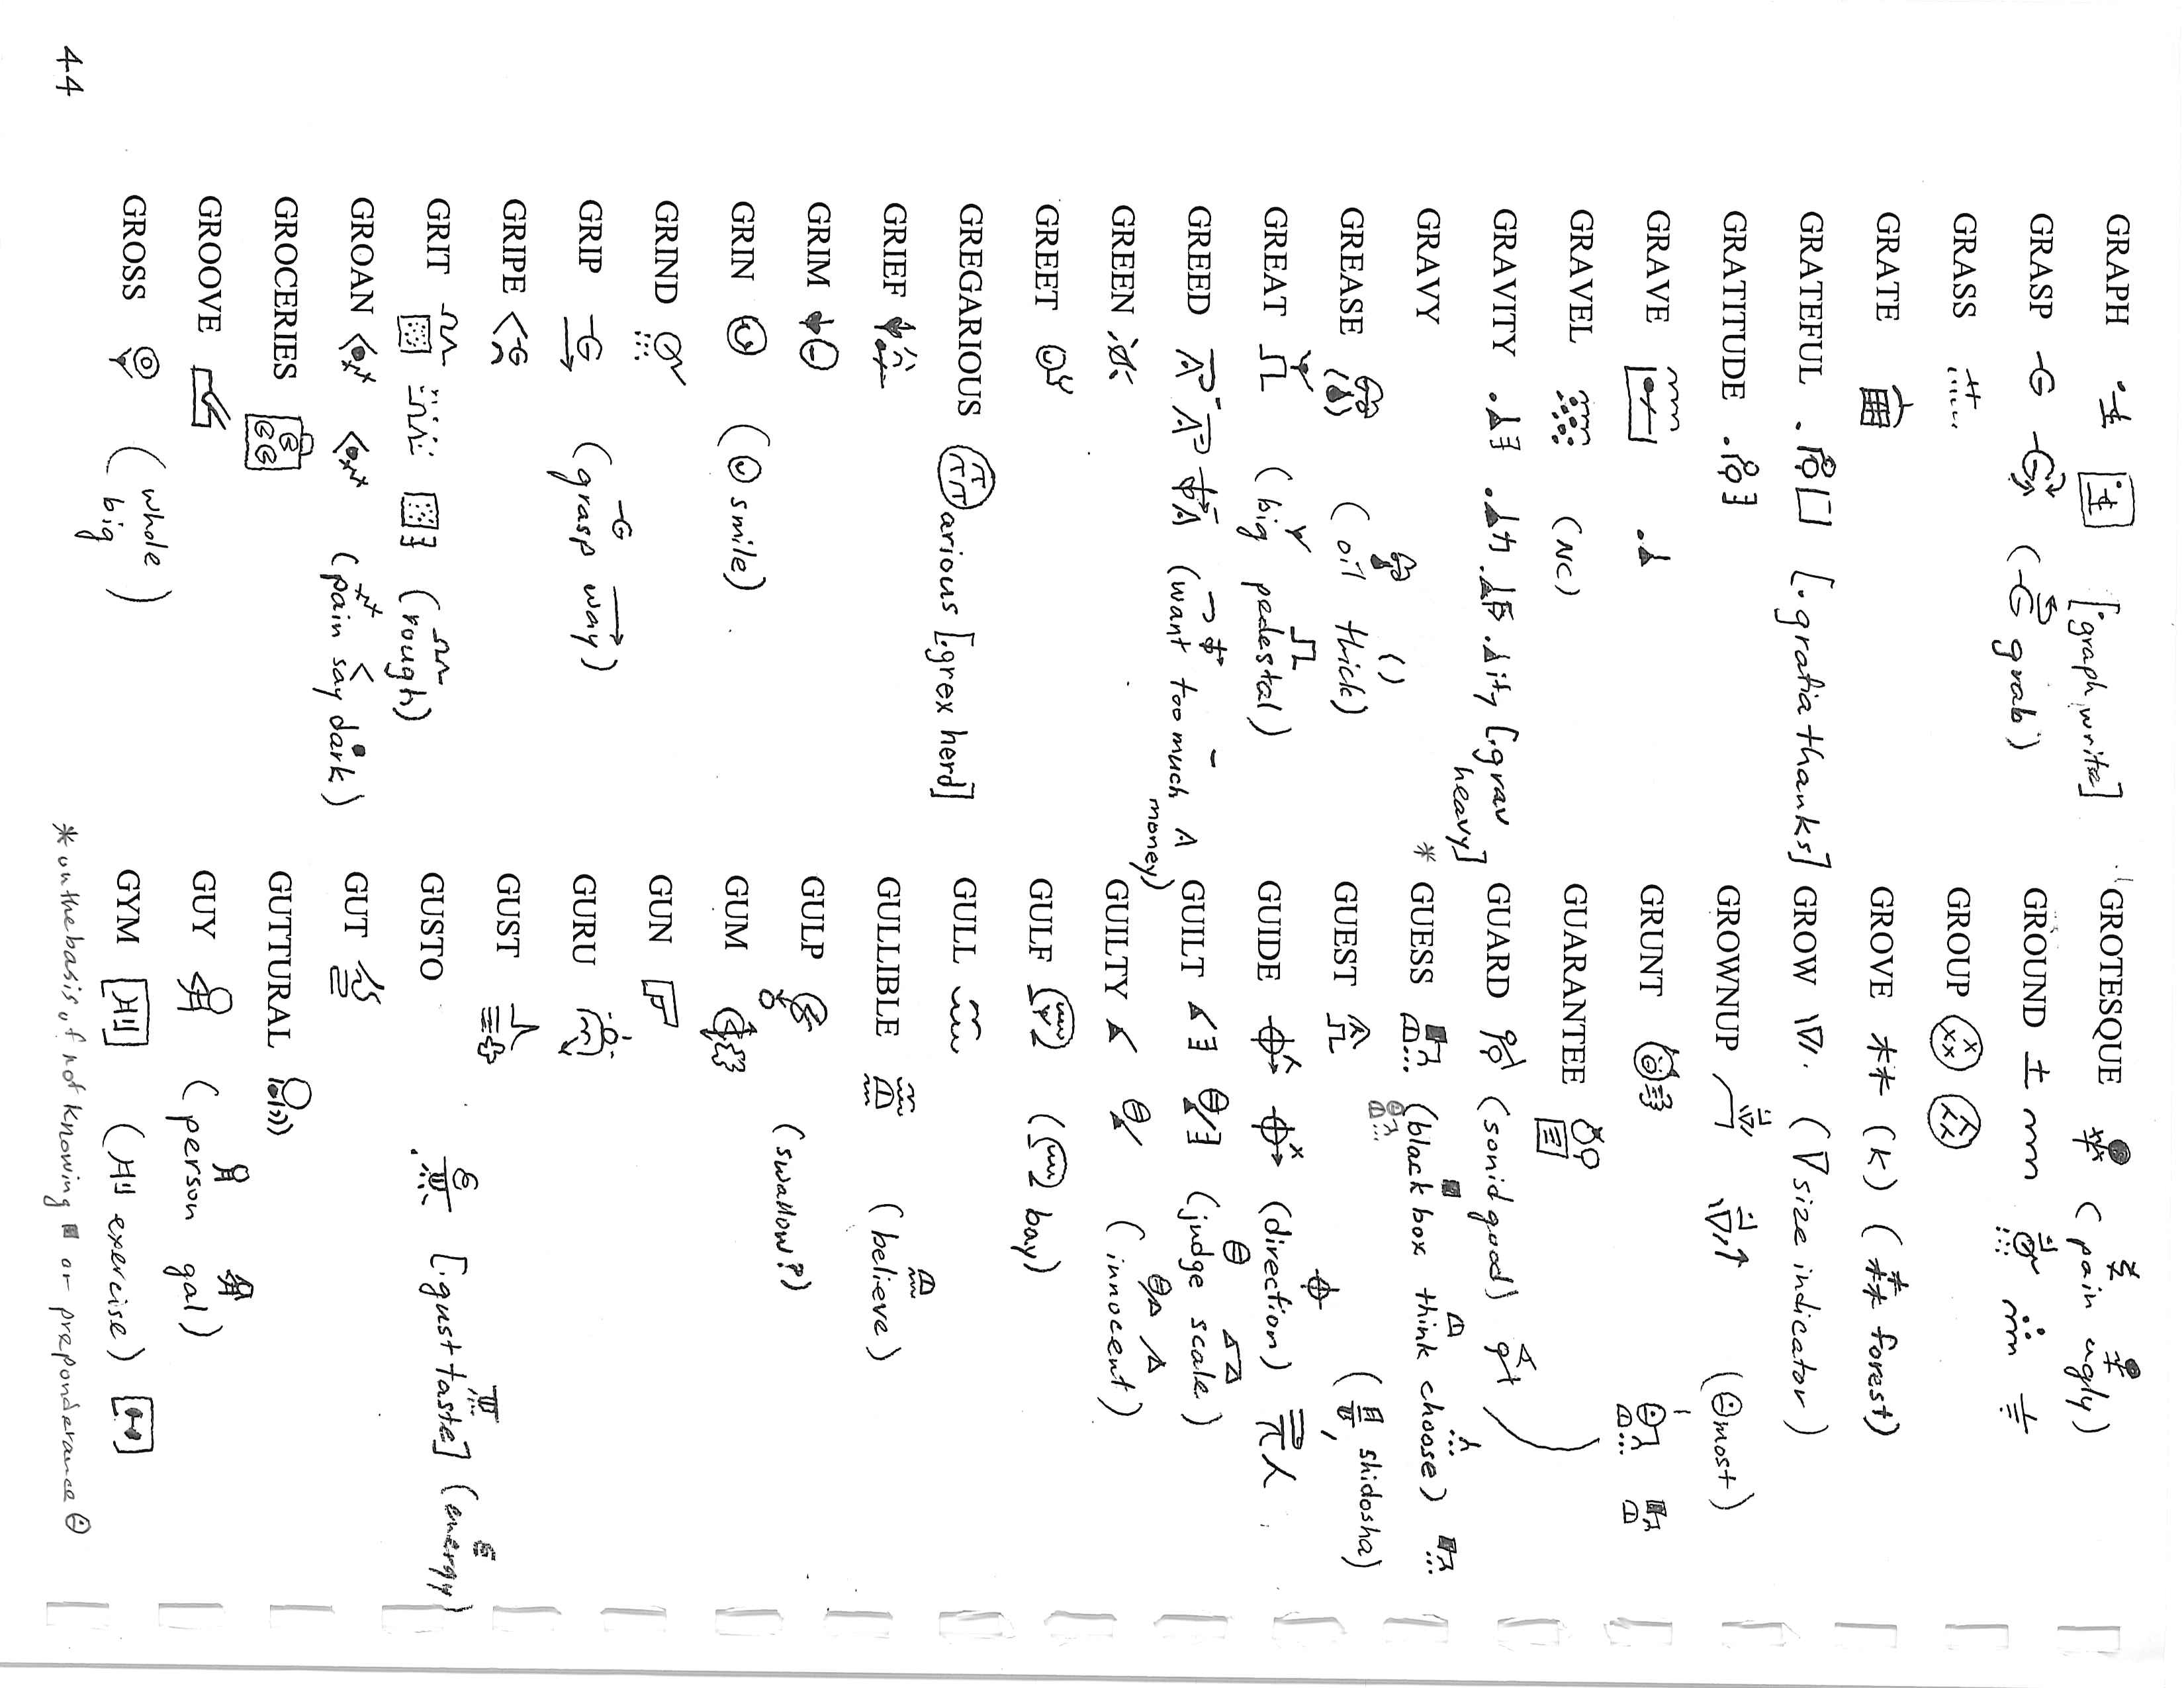 GRAPH [.graph, write]
GRASP (grab)
GRASS
GRATE
GRATEFUL [.gratia thanks]
GRATITUDE
GRAVE
GRAVEL (NC)
GRAVITY .ity [.grav heavy]
GRAVY
GREASE (oil thick)
GREAT (big pedestal)
GREED (want too much A money)
GREEN
GREET
GREGARIOUS arious [.grex herd]
GRIEF
GRIM
GRIN (smile)
GRIND
GRIP (grasp way)
GRIPE
GRIT (rough)
GROAN (pain say dark)
GROCERIES
GROOVE
GROSS (whole big)
GROTESQUE (pain ugly)
GROUND
GROUP
GROVE (k) (forest)
GROW (size indicator)
GROWNUP (most)
GRUNT
GUARANTEE
GUARD
* GUESS (black box think choose)
GUEST (shidosha)
GUIDE (direction)
GUILT (judge scale)
GUILTY (innocent)
GULF (bay)
GULL
GULLIBLE (believe)
GULP (swallow?)
GUM
GUN
GURU
GUST
GUSTO [.gust taste] (energy)
GUT
GUTTURAL
GUY (person gal)
GYM (exercise)
* on the basis of not knowing or preponderance
44